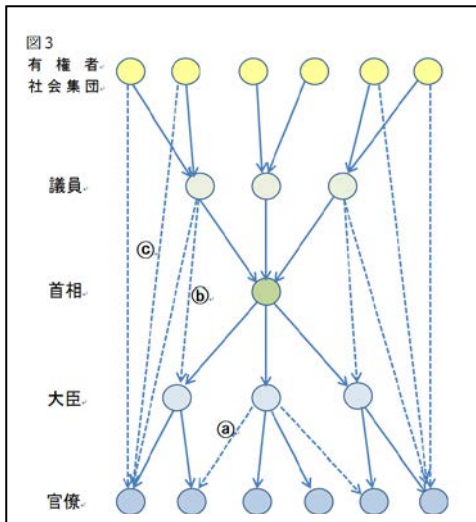 図3
有権者
社会集団
議員
ⓒ
首相
ⓑ
大臣
ⓐ
官僚